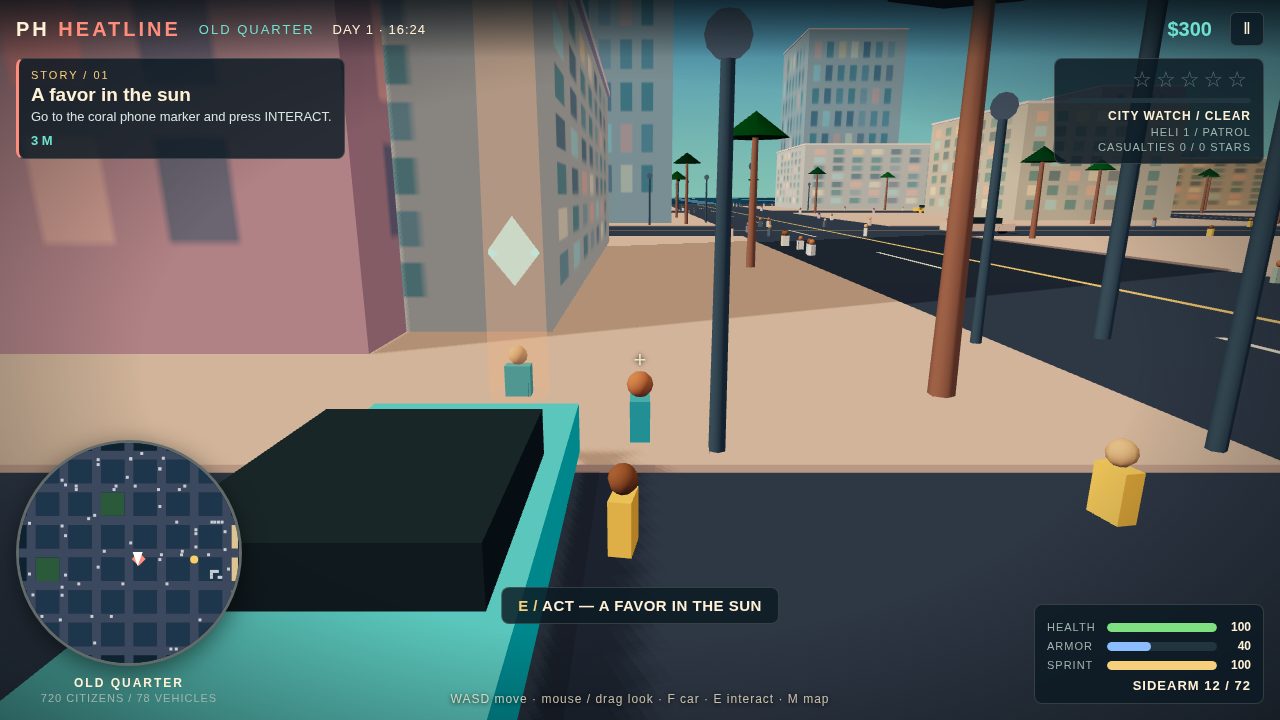 PH HEATLINE OLD QUARTER DAY 1 · 16:24
$300
STORY / 01
A favor in the sun
Go to the coral phone marker and press INTERACT.
3 M
☆ ☆ ☆ ☆ ☆
CITY WATCH / CLEAR
HELI 1 / PATROL
CASUALTIES 0 / 0 STARS
E / ACT — A FAVOR IN THE SUN
OLD QUARTER
720 CITIZENS / 78 VEHICLES
WASD move · mouse / drag look · F car · E interact · M map
HEALTH 100
ARMOR 40
SPRINT 100
SIDEARM 12 / 72